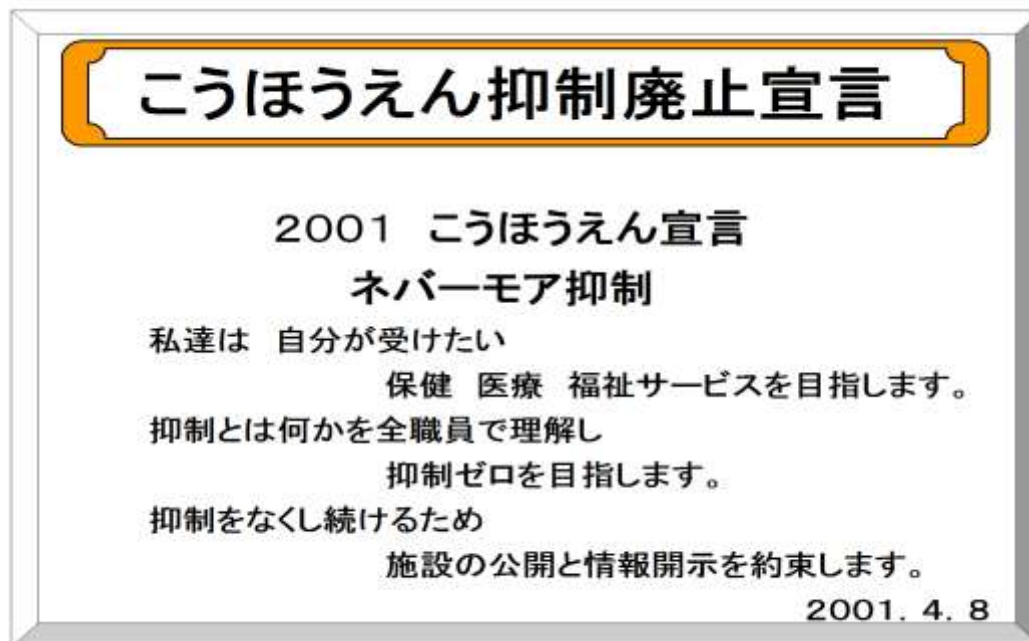 こうほうえん抑制廃止宣言
2001　こうほうえん宣言
ネバーモア抑制
私達は　自分が受けたい
保健　医療　福祉サービスを目指します。
抑制とは何かを全職員で理解し
抑制ゼロを目指します。
抑制をなくし続けるため
施設の公開と情報開示を約束します。
2001．4．8